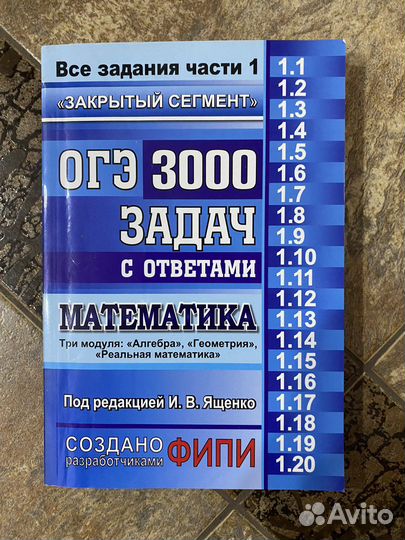 Все задания части 1
«ЗАКРЫТЫЙ СЕГМЕНТ»
ОГЭ 3000
ЗАДАЧ
С ОТВЕТАМИ
МАТЕМАТИКА
Три модуля: «Алгебра», «Геометрия»,
«Реальная математика»
Под редакцией И. В. Ященко
СОЗДАНО
разработчиками
ФИПИ
1.1
1.2
1.3
1.4
1.5
1.6
1.7
1.8
1.9
1.10
1.11
1.12
1.13
1.14
1.15
1.16
1.17
1.18
1.19
1.20
Avito